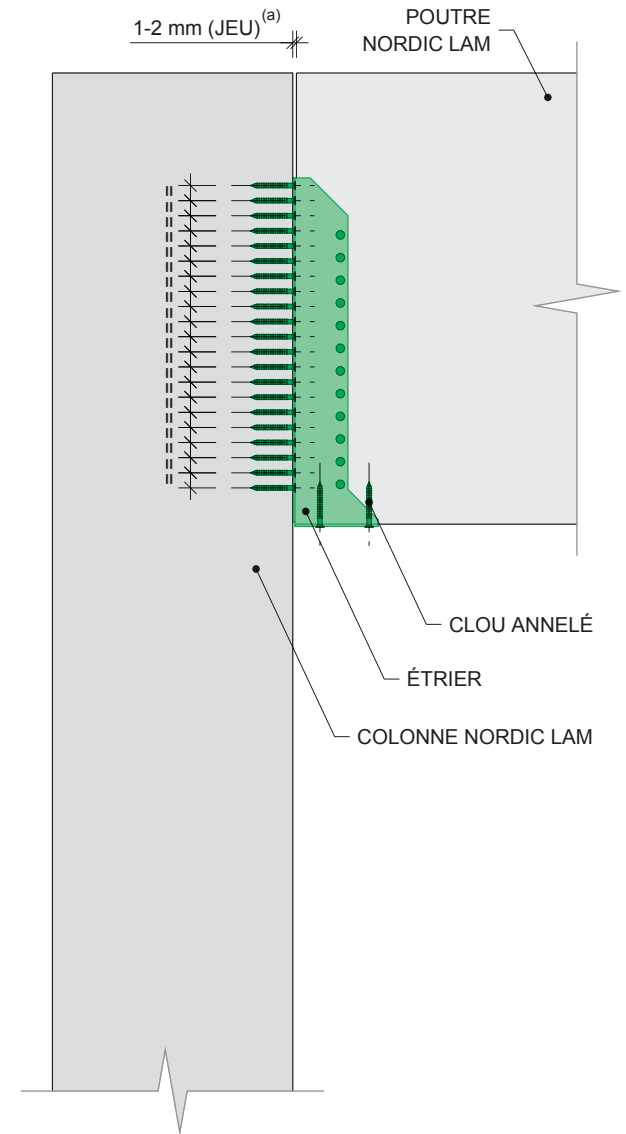 1-2 mm (JEU)(a)
POUTRE
NORDIC LAM
CLOU ANNELÉ
ÉTRIER
COLONNE NORDIC LAM